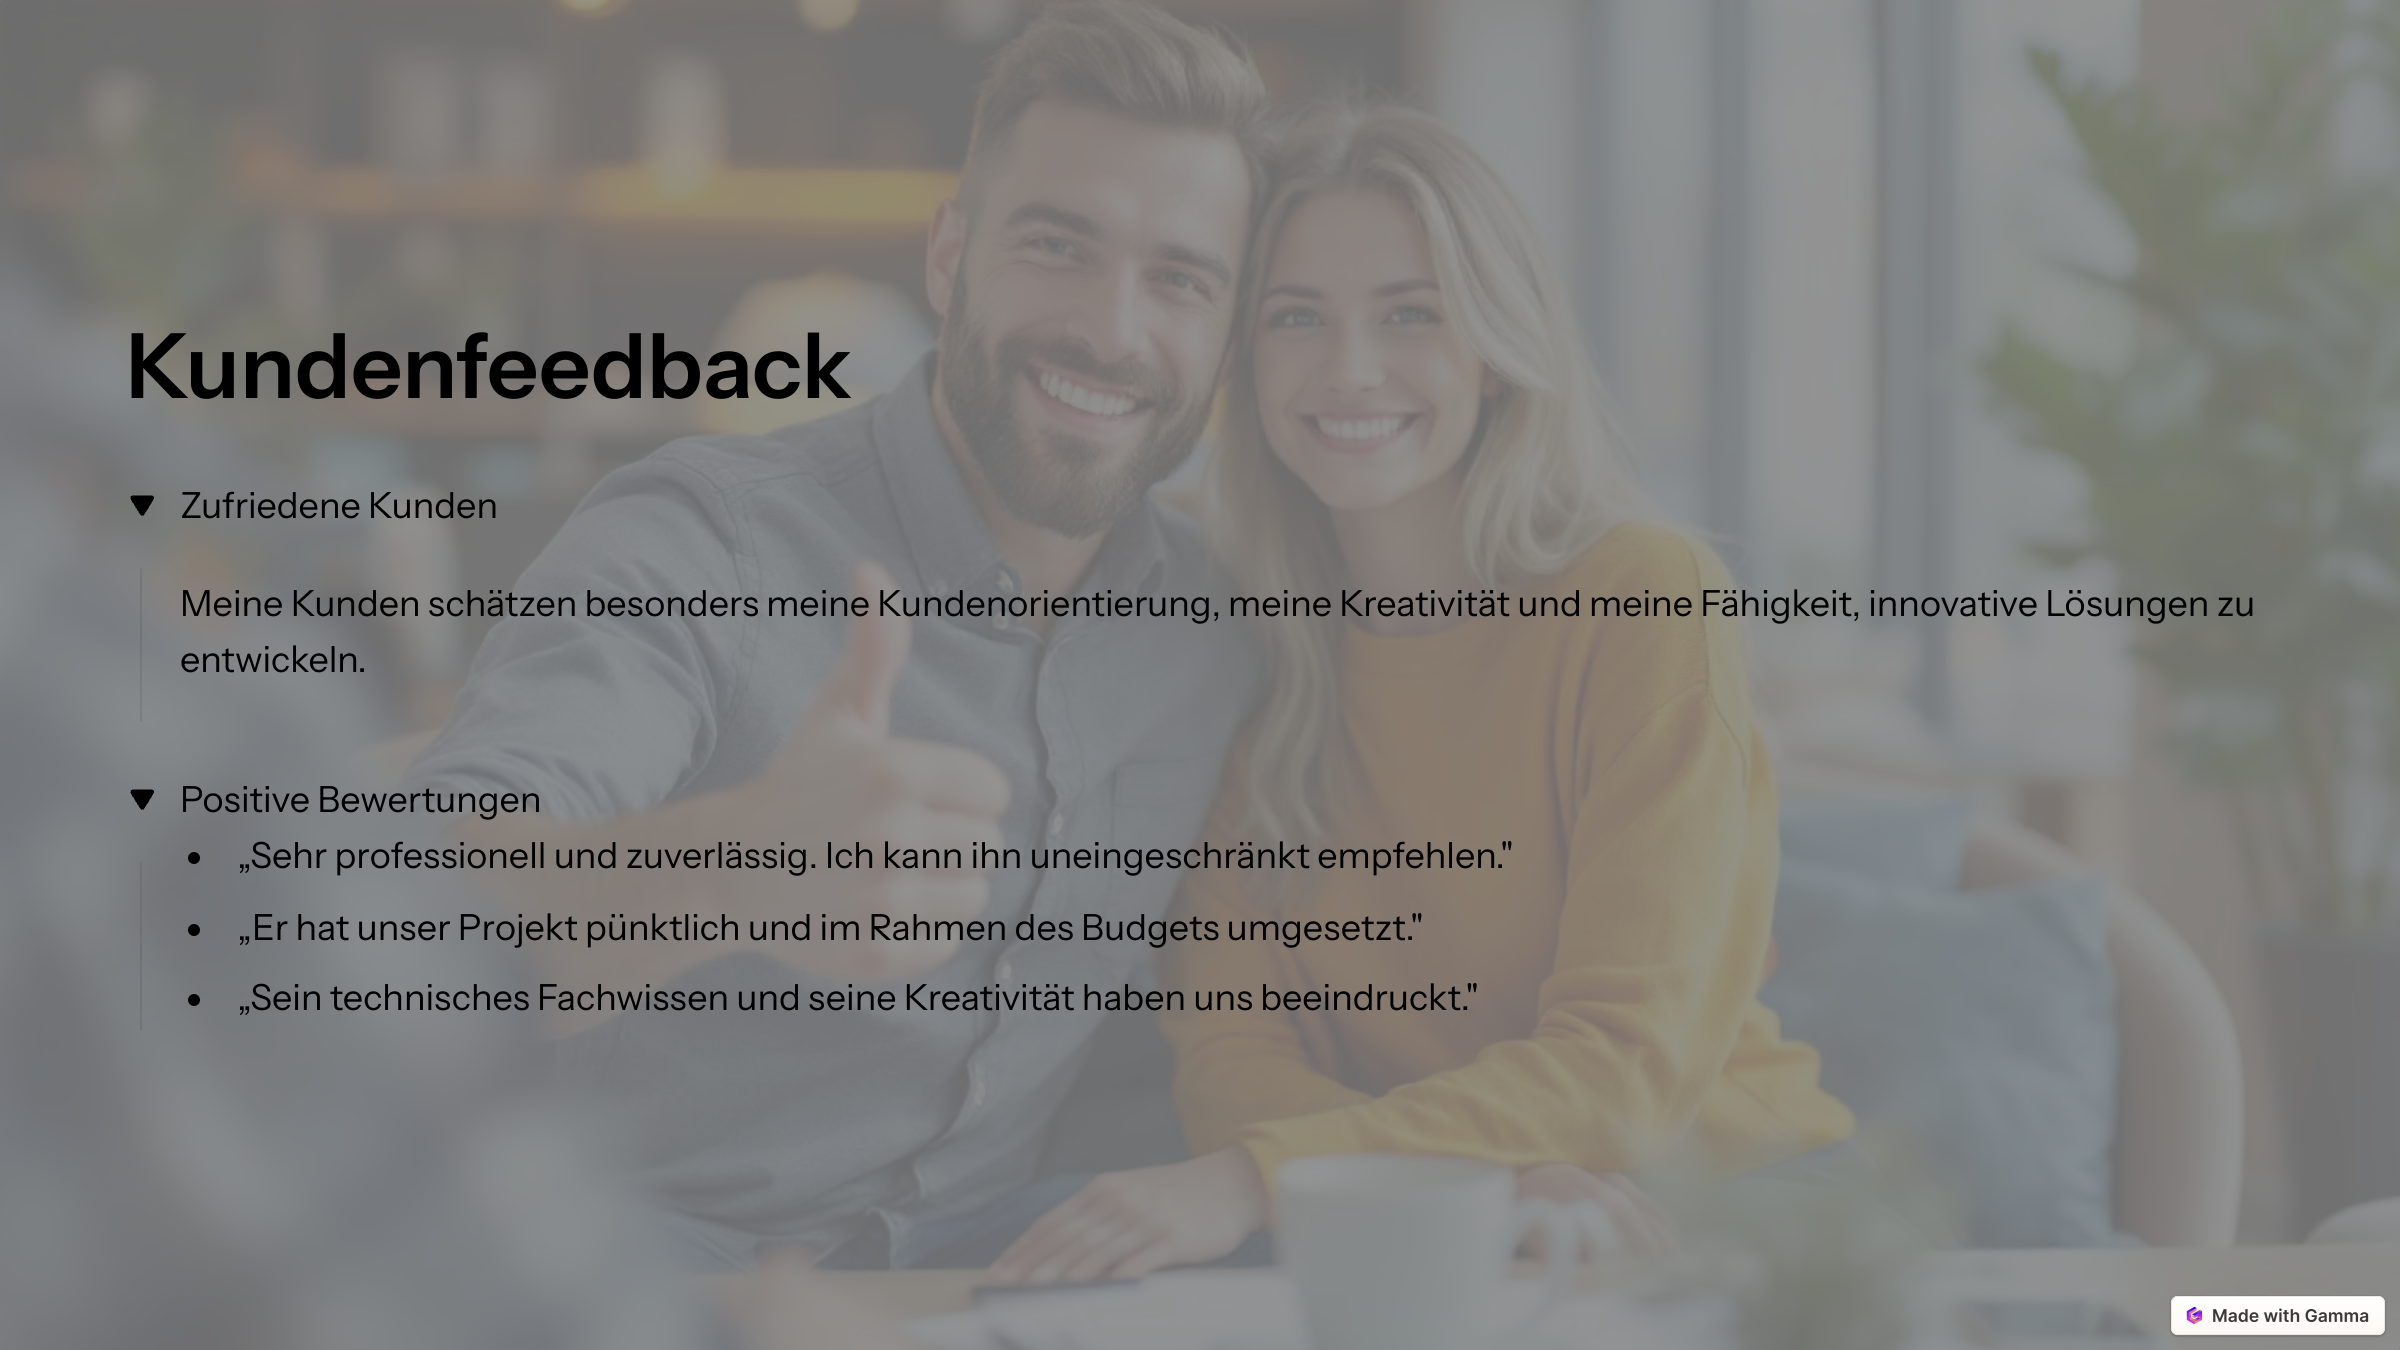 Kundenfeedback
Zufriedene Kunden
Meine Kunden schätzen besonders meine Kundenorientierung, meine Kreativität und meine Fähigkeit, innovative Lösungen zu
entwickeln.
Positive Bewertungen
• „Sehr professionell und zuverlässig. Ich kann ihn uneingeschränkt empfehlen."
• „Er hat unser Projekt pünktlich und im Rahmen des Budgets umgesetzt."
• „Sein technisches Fachwissen und seine Kreativität haben uns beeindruckt."
Made with Gamma